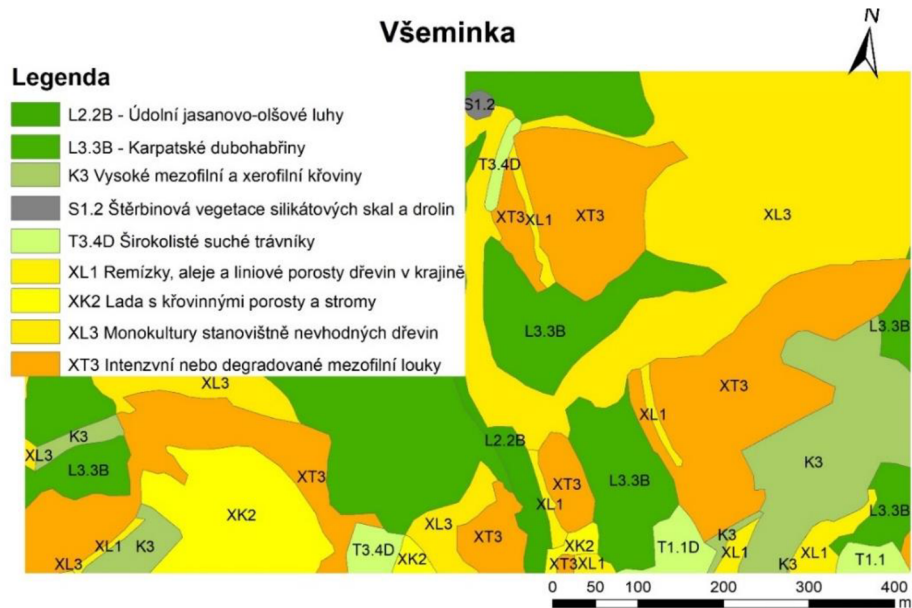 Všeminka
N
Legenda
L2.2B - Údolní jasanovo-olšové luhy
L3.3B - Karpatské dubohabřiny
K3 Vysoké mezofilní a xerofilní křoviny
S1.2 Štěrbinová vegetace silikátových skal a drolin
T3.4D Širokolisté suché trávníky
XL1 Remízky, aleje a liniové porosty dřevin v krajině
XK2 Lada s křovinnými porosty a stromy
XL3 Monokultury stanovištně nevhodných dřevin
XT3 Intenzvní nebo degradované mezofilní louky
S1.2
T3.4D
XT3
XL1
XT3
XL3
L3.3B
L3.3B
XT3
XL1
XL3
K3
XL3
L3.3B
L2.2B
K3
XT3
XT3
L3.3B
XL1
XK2
XL3
XT3
L3.3B
XL1
K3
K3
XL1
XL1
XL3
T3.4D
XK2
XK2
XT3
XL1
T1.1D
K3
T1.1
0 50 100 200 300 400
m